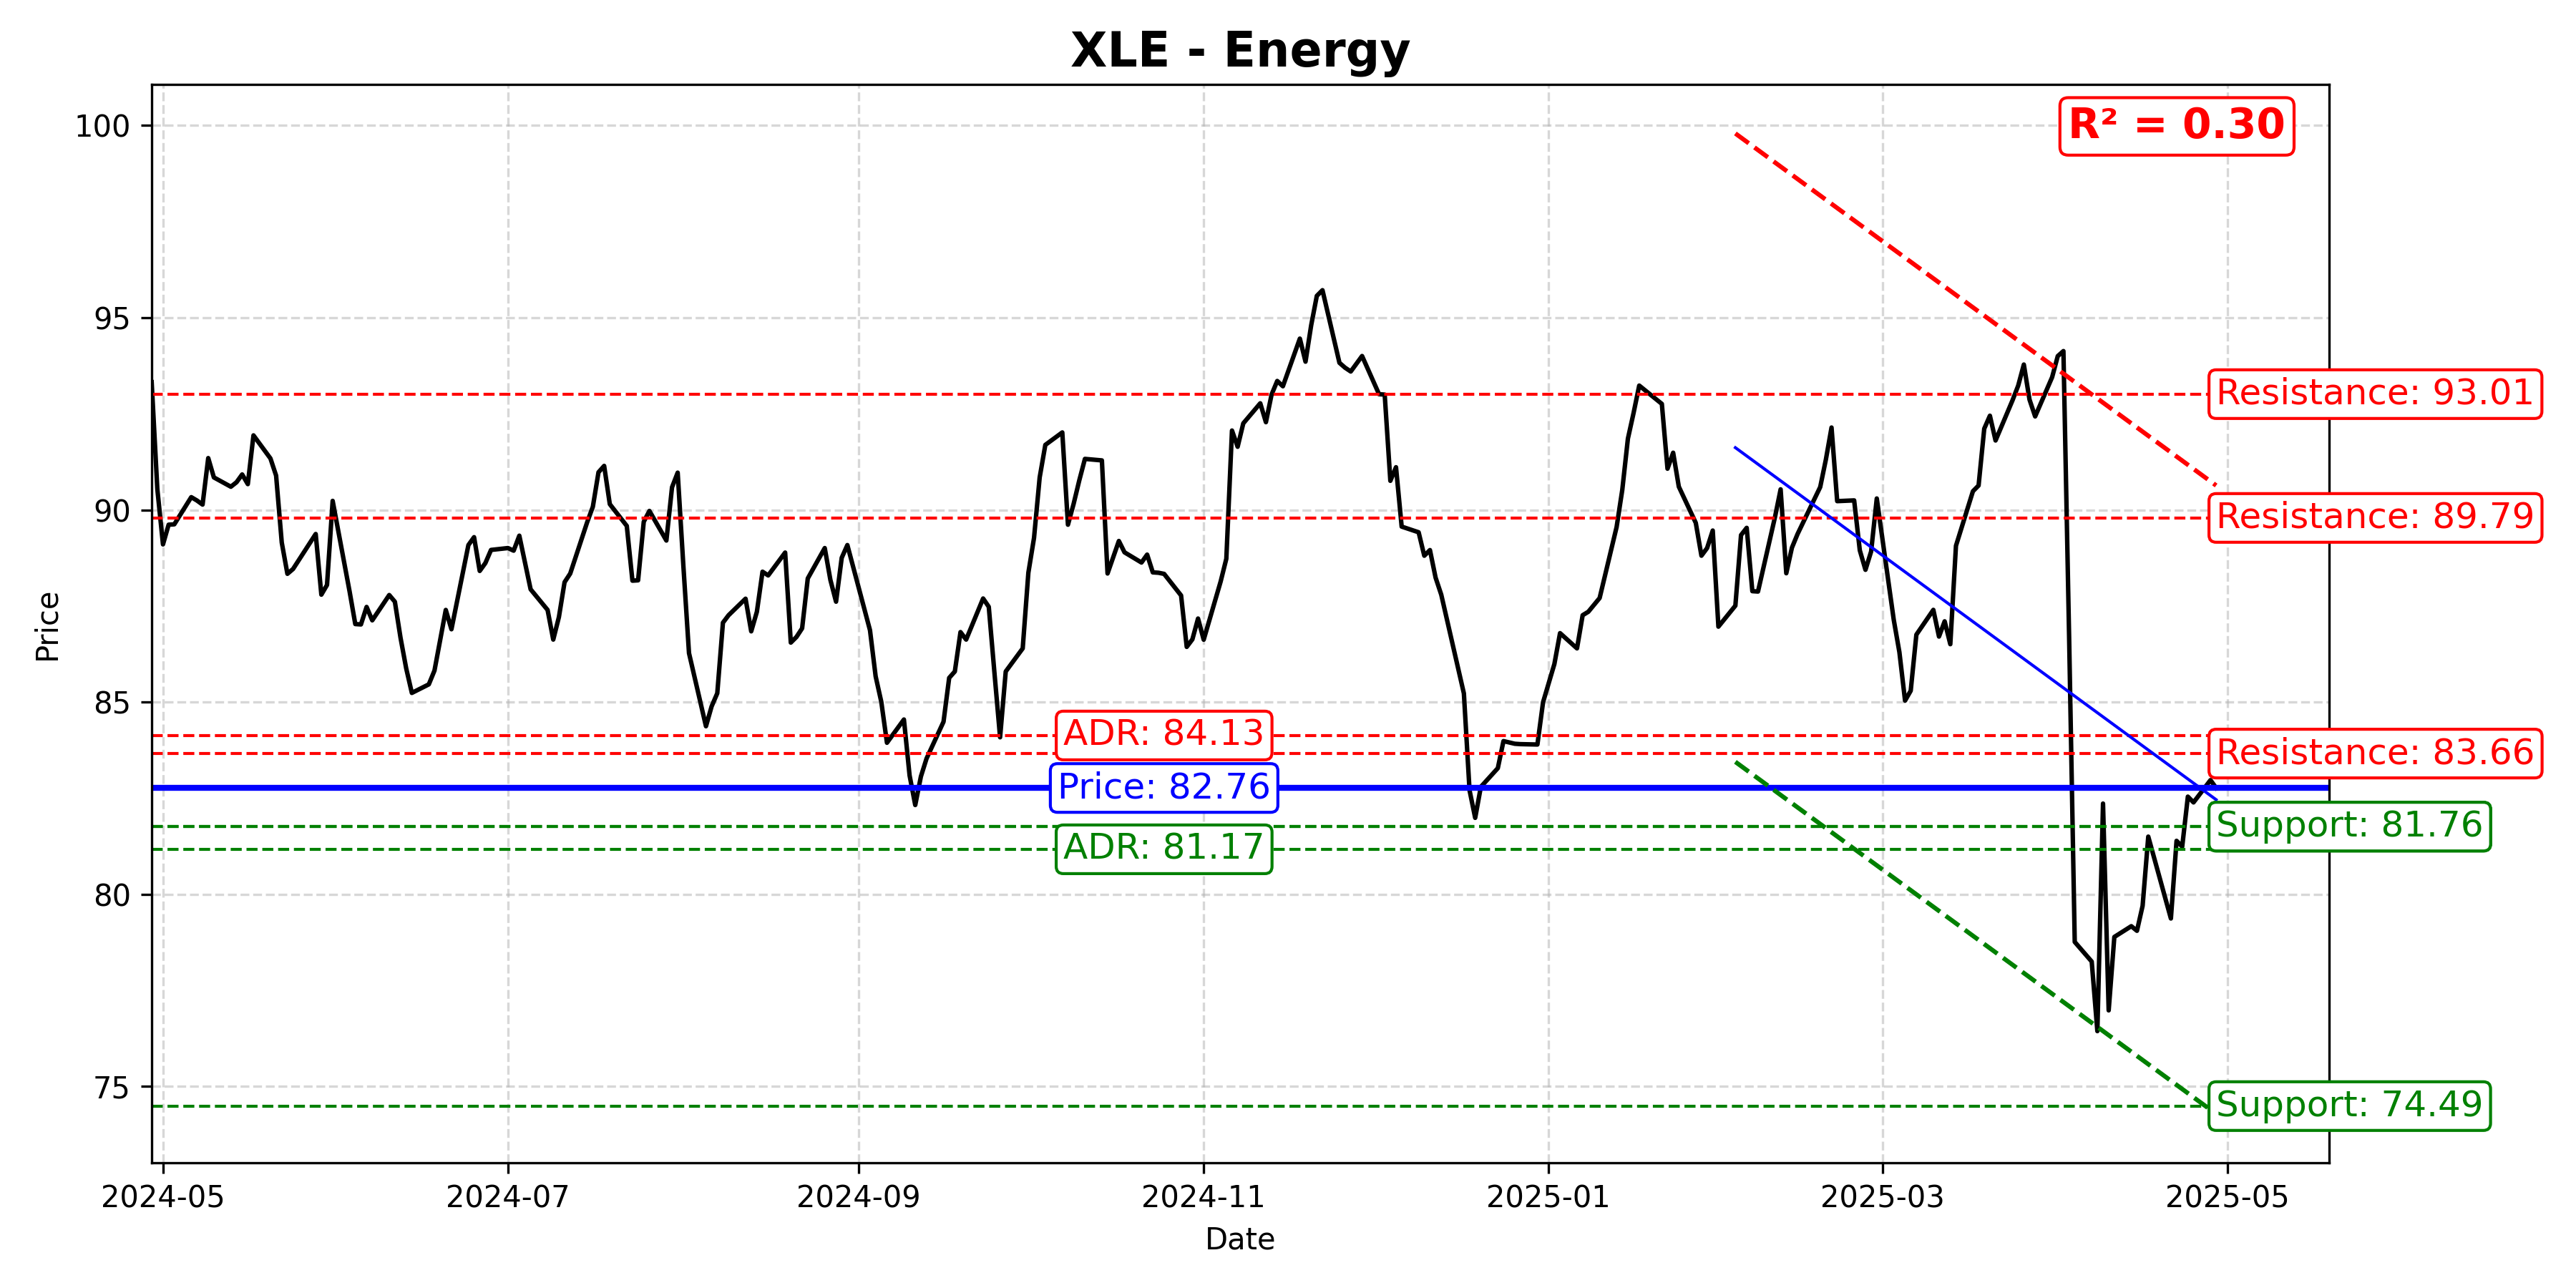 XLE - Energy
R² = 0.30
100
95
90
85
80
75
Price
Resistance: 93.01
Resistance: 89.79
ADR: 84.13
Resistance: 83.66
Price: 82.76
Support: 81.76
ADR: 81.17
Support: 74.49
2024-05
2024-07
2024-09
2024-11
2025-01
2025-03
2025-05
Date